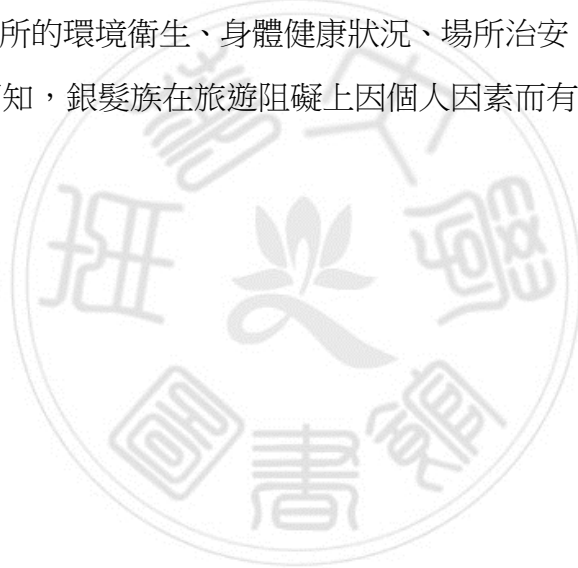 所的環境衛生、身體健康狀況、場所治安
知，銀髮族在旅遊阻礙上因個人因素而有
書